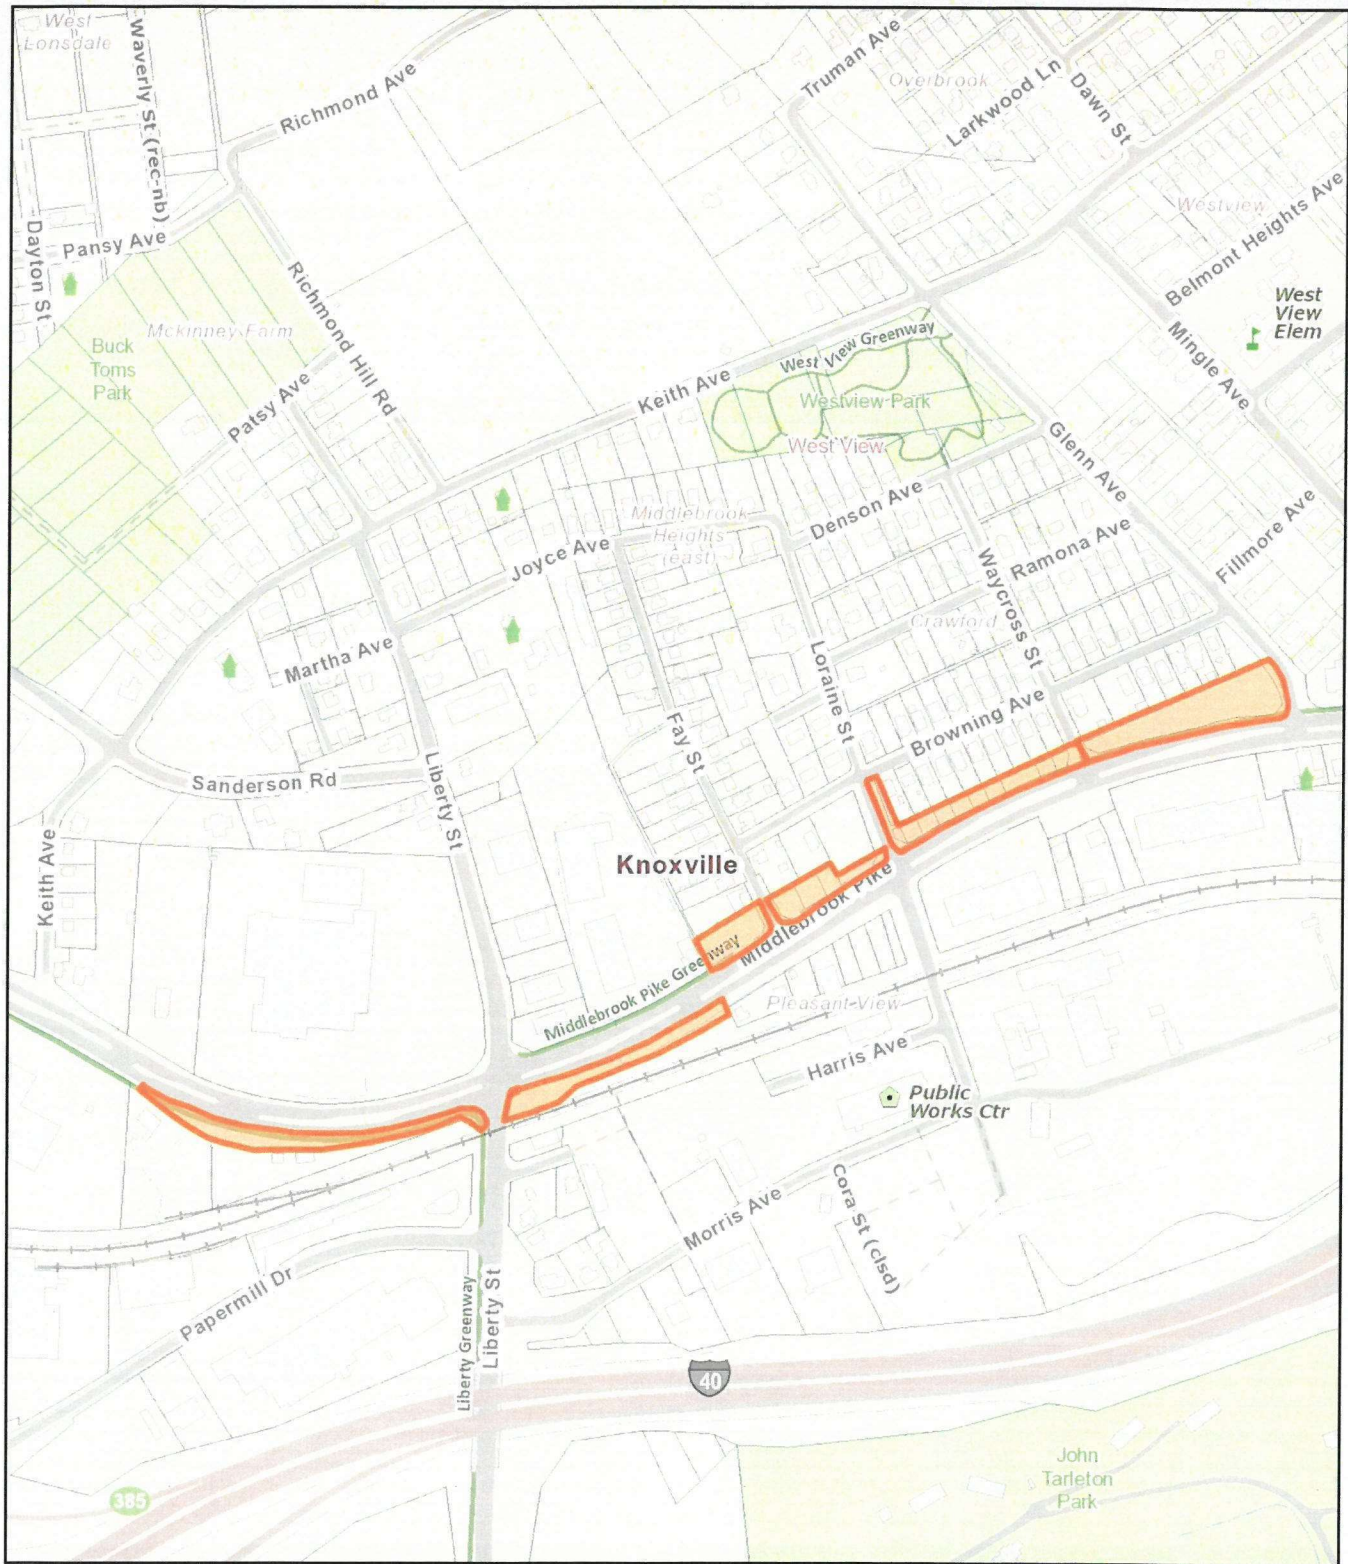 West
Lonsdale
Waverly St (rec-nb)
Richmond Ave
Truman Ave
Overbrook
Larkwood Ln
Dawn St
Dayton St
Pansy Ave
Westview
Belmont Heights Ave
Richmond Hill Rd
Mckinney Farm
West
View
Elem
Mingle Ave
Buck
Toms
Park
Patsy Ave
Keith Ave
West View Greenway
Westview Park
West View
Glenn Ave
Denson Ave
Middlebrook
Heights
(east)
Joyce Ave
Ramona Ave
Fillmore Ave
Waycross St
Crawford
Martha Ave
Loraine St
Fay St
Browning Ave
Sanderson Rd
Liberty St
Keith Ave
Knoxville
Middlebrook Pike
Middlebrook Pike Greenway
Pleasant View
Harris Ave
Public
Works Ctr
Morris Ave
Cora St (clsd)
Papermill Dr
Liberty Greenway
Liberty St
40
385
John
Tarleton
Park